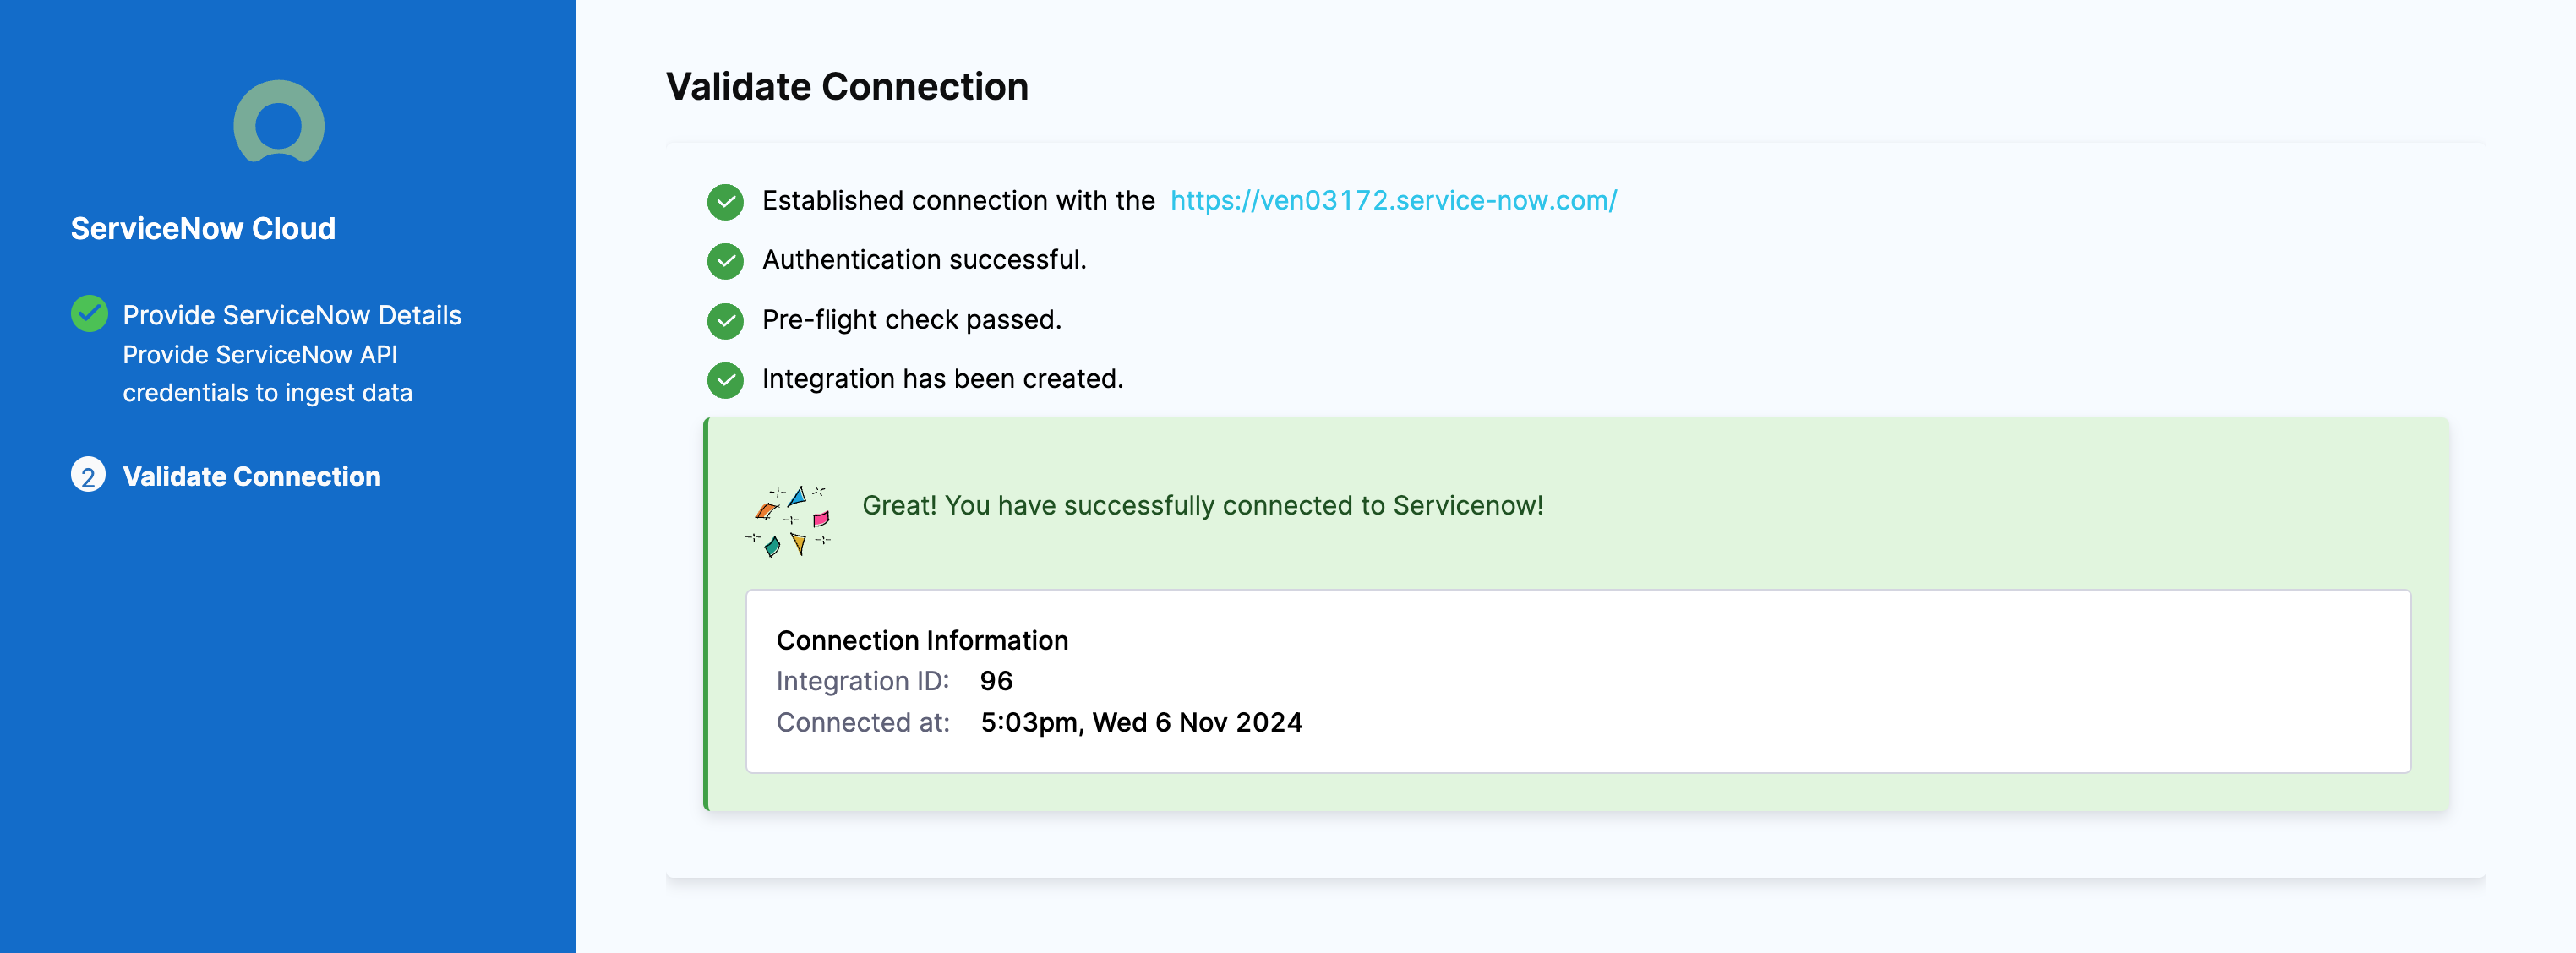 ServiceNow Cloud
Provide ServiceNow Details
Provide ServiceNow API
credentials to ingest data
2 Validate Connection
Validate Connection
Established connection with the https://ven03172.service-now.com/
Authentication successful.
Pre-flight check passed.
Integration has been created.
Great! You have successfully connected to Servicenow!
Connection Information
Integration ID: 96
Connected at: 5:03pm, Wed 6 Nov 2024